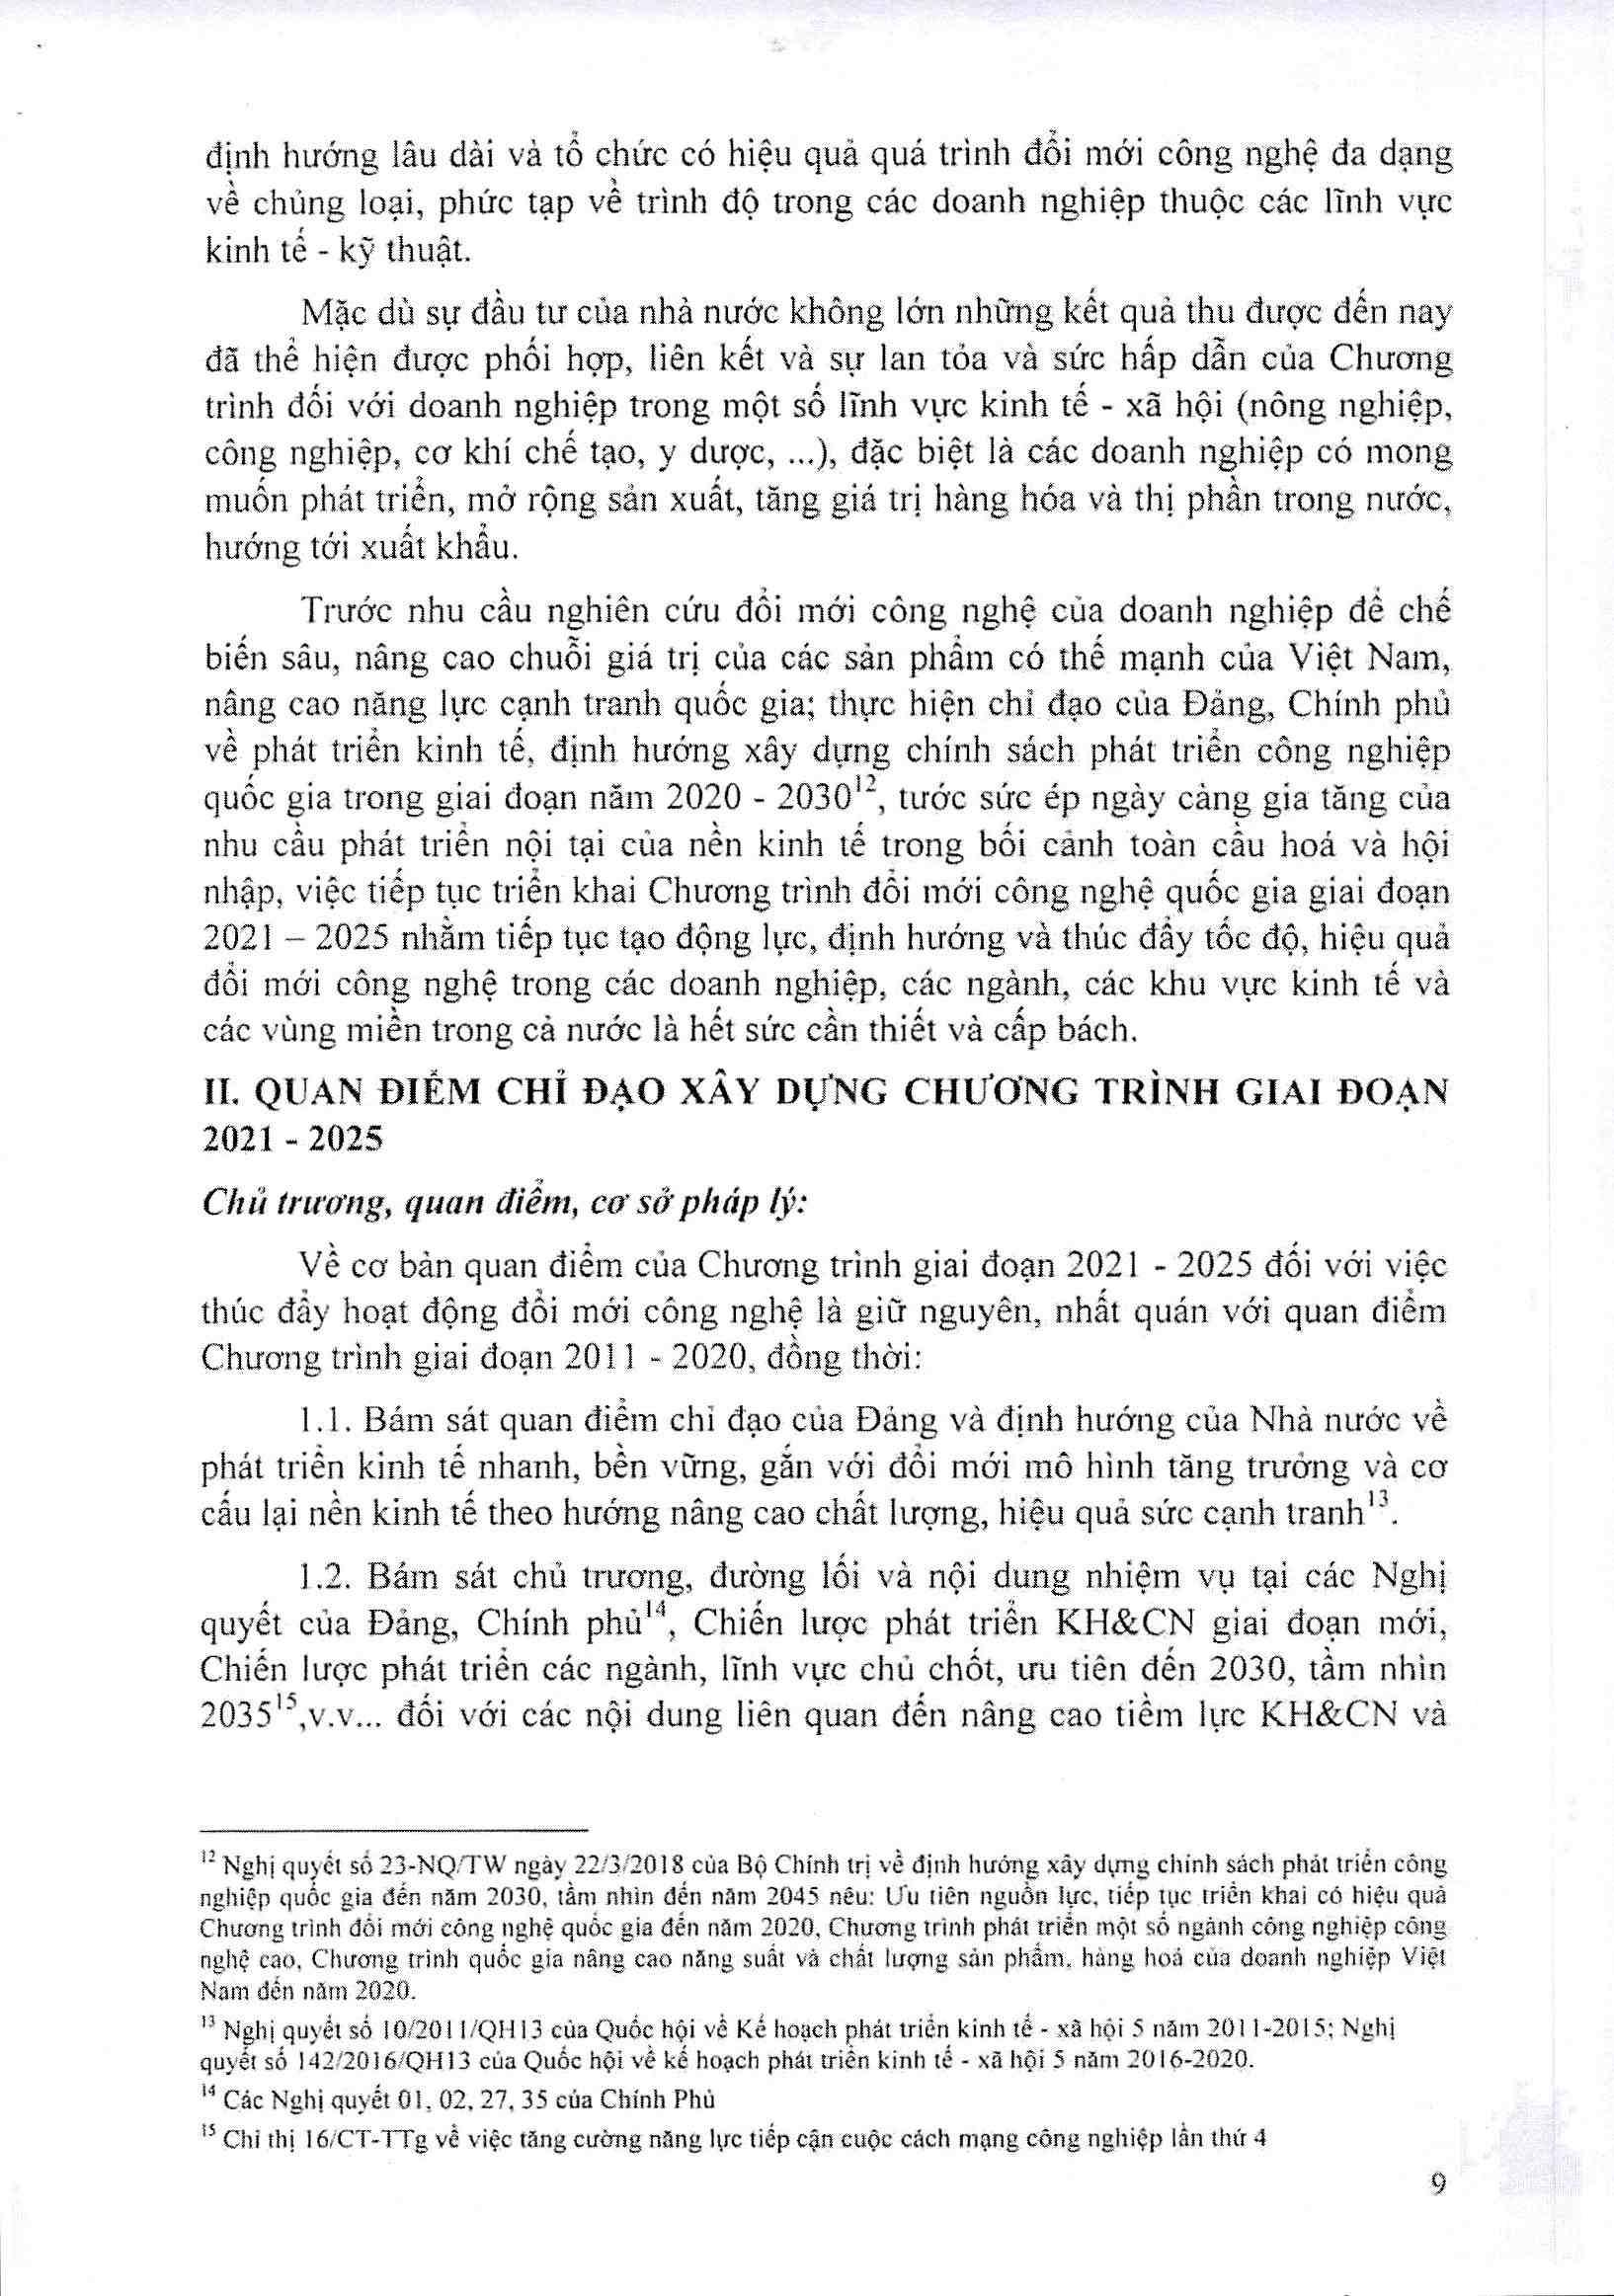 định hướng lâu dài và tổ chức có hiệu quả quá trình đổi mới công nghệ đa dạng
về chủng loại, phức tạp về trình độ trong các doanh nghiệp thuộc các lĩnh vực
kinh tế - kỹ thuật.
Mặc dù sự đầu tư của nhà nước không lớn những kết quả thu được đến nay
đã thể hiện được phối hợp, liên kết và sự lan tỏa và sức hấp dẫn của Chương
trình đối với doanh nghiệp trong một số lĩnh vực kinh tế - xã hội (nông nghiệp,
công nghiệp, cơ khí chế tạo, y dược, ...), đặc biệt là các doanh nghiệp có mong
muốn phát triển, mở rộng sản xuất, tăng giá trị hàng hóa và thị phần trong nước,
hướng tới xuất khẩu.
Trước nhu cầu nghiên cứu đổi mới công nghệ của doanh nghiệp để chế
biến sâu, nâng cao chuỗi giá trị của các sản phẩm có thế mạnh của Việt Nam,
nâng cao năng lực cạnh tranh quốc gia; thực hiện chỉ đạo của Đảng, Chính phủ
về phát triển kinh tế, định hướng xây dựng chính sách phát triển công nghiệp
quốc gia trong giai đoạn năm 2020 - 2030¹², tước sức ép ngày càng gia tăng của
nhu cầu phát triển nội tại của nền kinh tế trong bối cảnh toàn cầu hoá và hội
nhập, việc tiếp tục triển khai Chương trình đổi mới công nghệ quốc gia giai đoạn
2021 – 2025 nhằm tiếp tục tạo động lực, định hướng và thúc đẩy tốc độ, hiệu quả
đổi mới công nghệ trong các doanh nghiệp, các ngành, các khu vực kinh tế và
các vùng miền trong cả nước là hết sức cần thiết và cấp bách.
II. QUAN ĐIỂM CHỈ ĐẠO XÂY DỰNG CHƯƠNG TRÌNH GIAI ĐOẠN
2021 - 2025
Chủ trương, quan điểm, cơ sở pháp lý:
Về cơ bản quan điểm của Chương trình giai đoạn 2021 - 2025 đối với việc
thúc đẩy hoạt động đổi mới công nghệ là giữ nguyên, nhất quán với quan điểm
Chương trình giai đoạn 2011 - 2020, đồng thời:
1.1. Bám sát quan điểm chỉ đạo của Đảng và định hướng của Nhà nước về
phát triển kinh tế nhanh, bền vững, gắn với đổi mới mô hình tăng trưởng và cơ
cấu lại nền kinh tế theo hướng nâng cao chất lượng, hiệu quả sức cạnh tranh¹³.
1.2. Bám sát chủ trương, đường lối và nội dung nhiệm vụ tại các Nghị
quyết của Đảng, Chính phủ¹⁴, Chiến lược phát triển KH&CN giai đoạn mới,
Chiến lược phát triển các ngành, lĩnh vực chủ chốt, ưu tiên đến 2030, tầm nhìn
2035¹⁵,v.v... đối với các nội dung liên quan đến nâng cao tiềm lực KH&CN và
¹² Nghị quyết số 23-NQ/TW ngày 22/3/2018 của Bộ Chính trị về định hướng xây dựng chính sách phát triển công
nghiệp quốc gia đến năm 2030, tầm nhìn đến năm 2045 nêu: Ưu tiên nguồn lực, tiếp tục triển khai có hiệu quả
Chương trình đổi mới công nghệ quốc gia đến năm 2020, Chương trình phát triển một số ngành công nghiệp công
nghệ cao, Chương trình quốc gia nâng cao năng suất và chất lượng sản phẩm, hàng hoá của doanh nghiệp Việt
Nam đến năm 2020.
¹³ Nghị quyết số 10/2011/QH13 của Quốc hội về Kế hoạch phát triển kinh tế - xã hội 5 năm 2011-2015; Nghị
quyết số 142/2016/QH13 của Quốc hội về kế hoạch phát triển kinh tế - xã hội 5 năm 2016-2020.
¹⁴ Các Nghị quyết 01, 02, 27, 35 của Chính Phủ
¹⁵ Chỉ thị 16/CT-TTg về việc tăng cường năng lực tiếp cận cuộc cách mạng công nghiệp lần thứ 4
9